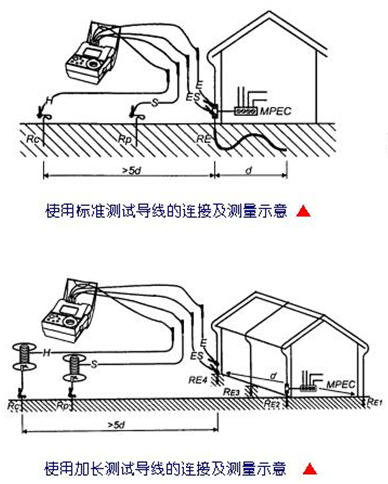 H
S
E
ES
MPEC
Rc
Rp
RE
>5d
d
使用标准测试导线的连接及测量示意
H
S
E
ES
d
MPEC
RE4
RE3
RE2
RE1
Rc
Rp
>5d
使用加长测试导线的连接及测量示意